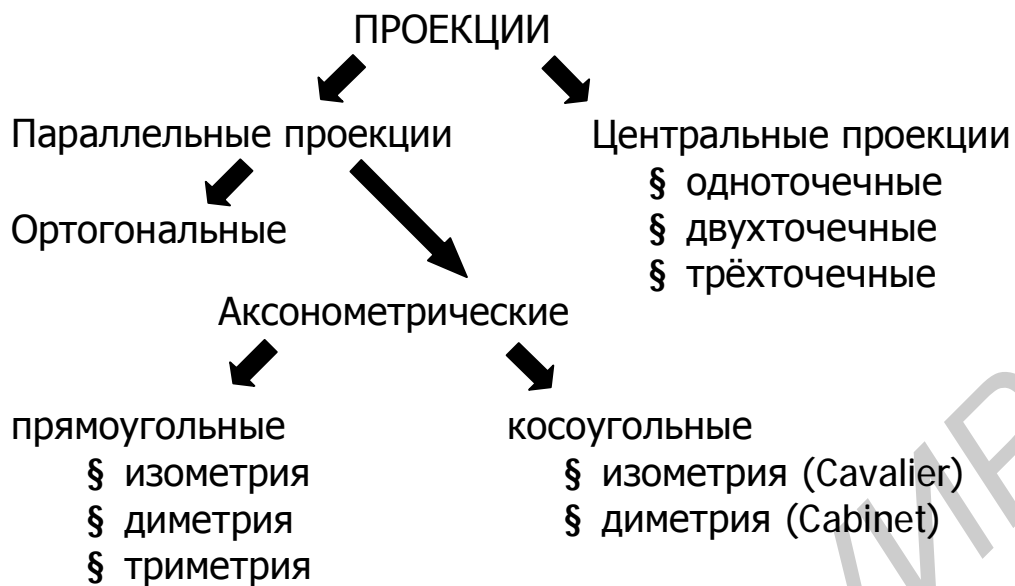 ПРОЕКЦИИ
Параллельные проекции
Центральные проекции
§ одноточечные
Ортогональные
§ двухточечные
§ трёхточечные
Аксонометрические
прямоугольные
косоугольные
§ изометрия
§ изометрия (Cavalier)
§ диметрия
§ диметрия (Cabinet)
§ триметрия